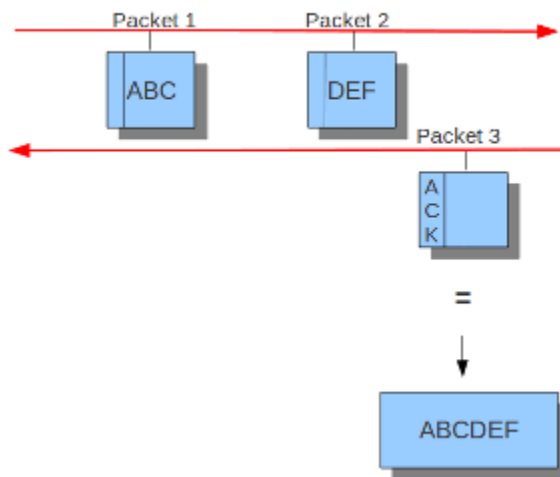 Packet 1 Packet 2
ABC DEF
Packet 3
A
C
K
=
ABCDEF